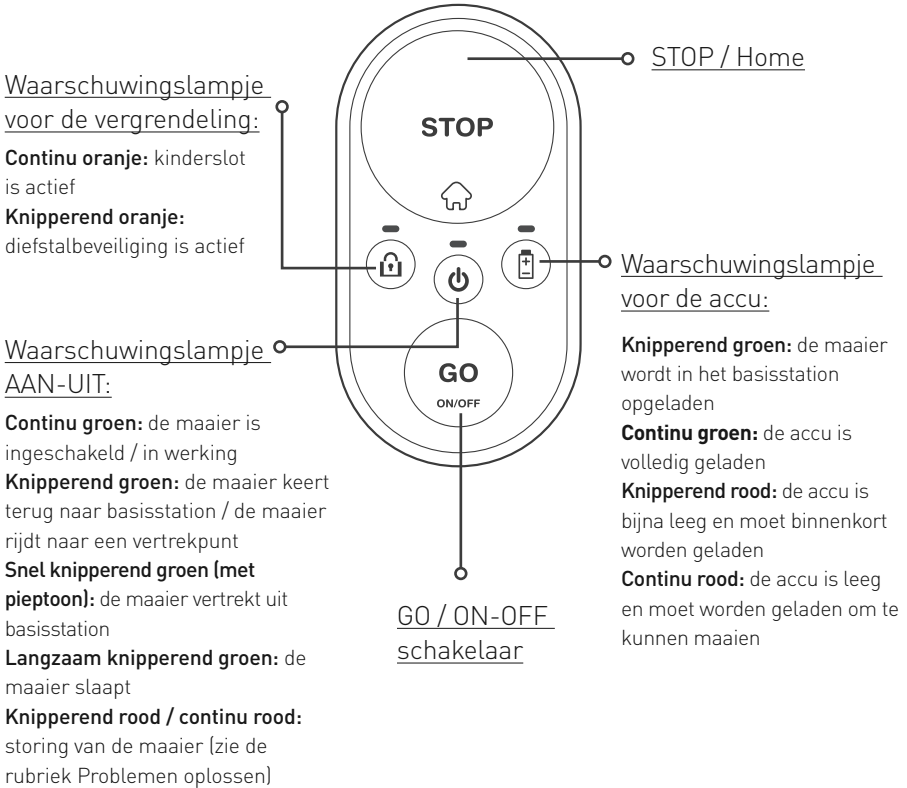 STOP / Home
Waarschuwingslampje
voor de vergrendeling:
Continu oranje: kinderslot
is actief
Knipperend oranje:
diefstalbeveiliging is actief
STOP
Waarschuwingslampje
voor de accu:
Knipperend groen: de maaier
wordt in het basisstation
opgeladen
Continu groen: de accu is
volledig geladen
Knipperend rood: de accu is
bijna leeg en moet binnenkort
worden geladen
Continu rood: de accu is leeg
en moet worden geladen om te
kunnen maaien
Waarschuwingslampje
AAN-UIT:
Continu groen: de maaier is
ingeschakeld / in werking
Knipperend groen: de maaier keert
terug naar basisstation / de maaier
rijdt naar een vertrekpunt
Snel knipperend groen (met
pieptoon): de maaier vertrekt uit
basisstation
Langzaam knipperend groen: de
maaier slaapt
Knipperend rood / continu rood:
storing van de maaier (zie de
rubriek Problemen oplossen)
GO
ON/OFF
GO / ON-OFF
schakelaar